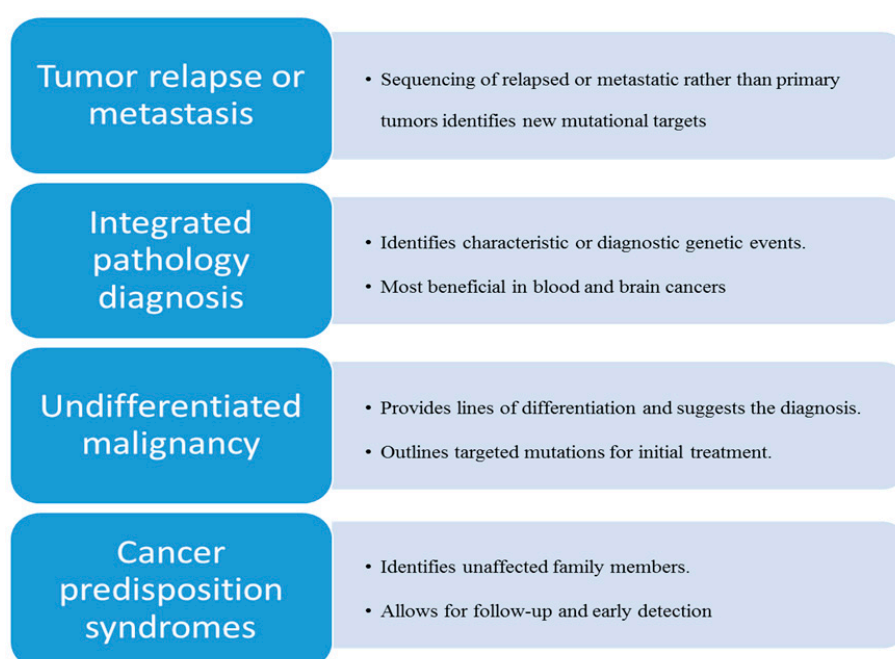 Tumor relapse or
metastasis
• Sequencing of relapsed or metastatic rather than primary
tumors identifies new mutational targets
Integrated
pathology
diagnosis
• Identifies characteristic or diagnostic genetic events.
• Most beneficial in blood and brain cancers
Undifferentiated
malignancy
• Provides lines of differentiation and suggests the diagnosis.
• Outlines targeted mutations for initial treatment.
Cancer
predisposition
syndromes
• Identifies unaffected family members.
• Allows for follow-up and early detection